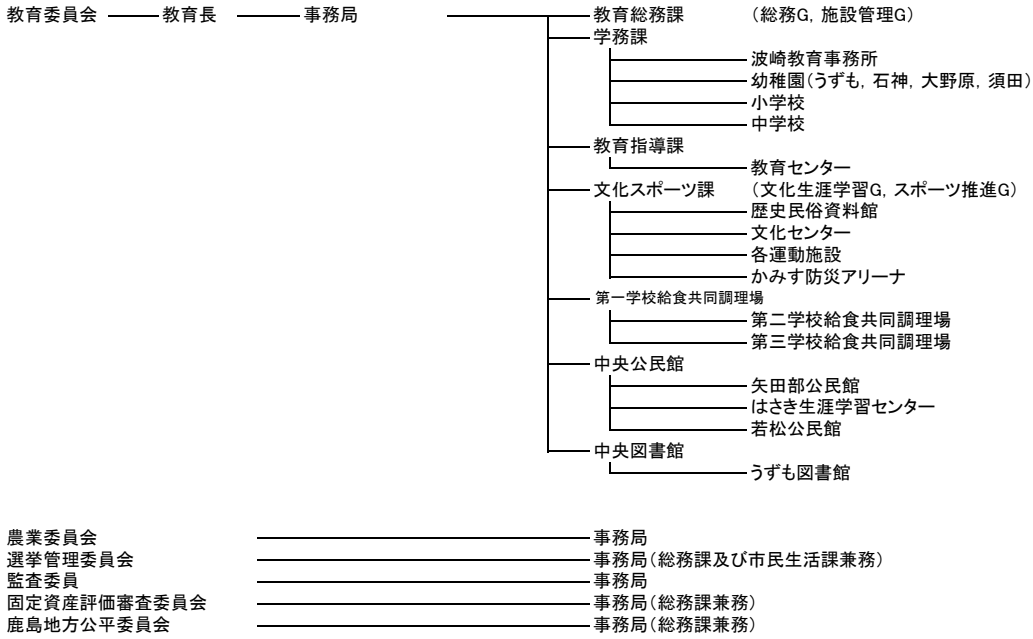 教育委員会 教育長 事務局 教育総務課 (総務G, 施設管理G)
学務課
波崎教育事務所
幼稚園(うずも, 石神, 大野原, 須田)
小学校
中学校
教育指導課
教育センター
文化スポーツ課 (文化生涯学習G, スポーツ推進G)
歴史民俗資料館
文化センター
各運動施設
かみす防災アリーナ
第一学校給食共同調理場
第二学校給食共同調理場
第三学校給食共同調理場
中央公民館
矢田部公民館
はさき生涯学習センター
若松公民館
中央図書館
うずも図書館
農業委員会 事務局
選挙管理委員会 事務局(総務課及び市民生活課兼務)
監査委員 事務局
固定資産評価審査委員会 事務局(総務課兼務)
鹿島地方公平委員会 事務局(総務課兼務)